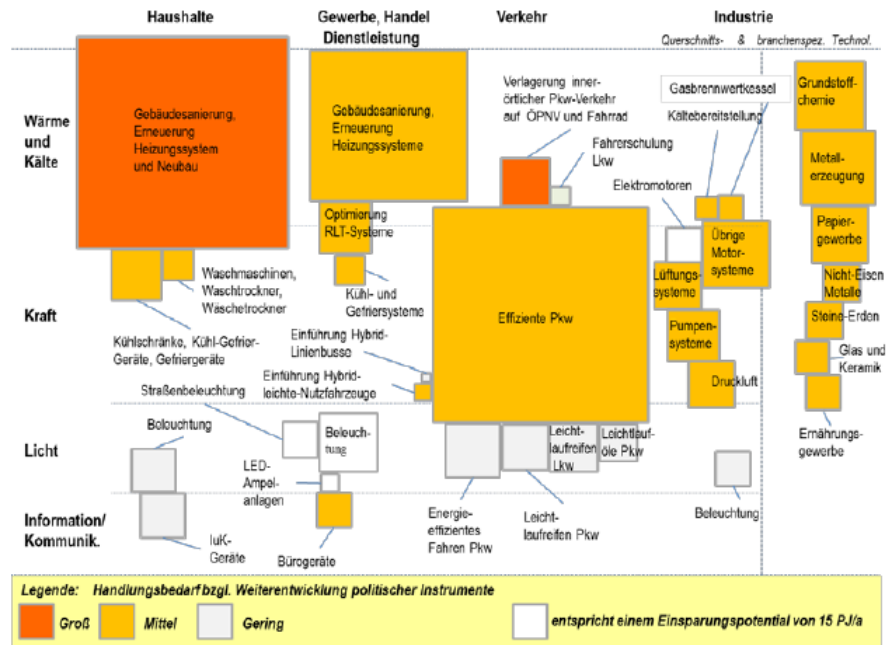 Haushalte
Gewerbe, Handel
Dienstleistung
Verkehr
Industrie
Querschnitts- & branchenspez. Technol.
Wärme
und
Kälte
Kraft
Licht
Information/
Kommunik.
Gebäudesanierung,
Erneuerung
Heizungssystem
und Neubau
Waschmaschinen,
Waschtrockner,
Wäschetrockner
Kühlschränke, Kühl-Gefrier-
Geräte, Gefriergeräte
Beleuchtung
IuK-
Geräte
Gebäudesanierung,
Erneuerung
Heizungssysteme
Optimierung
RLT-Systeme
Kühl- und
Gefriersysteme
Einführung Hybrid-
Linienbusse
Einführung Hybrid-
leichte-Nutzfahrzeuge
Straßenbeleuchtung
Beleuch-
tung
LED-
Ampel-
anlagen
Bürogeräte
Verlagerung inner-
örtlicher Pkw-Verkehr
auf ÖPNV und Fahrrad
Fahrerschulung
Lkw
Effiziente Pkw
Energie-
effizientes
Fahren Pkw
Leicht-
laufreifen Pkw
Leicht-
laufreifen
Lkw
Leichtlauf-
öle Pkw
Gasbrennwertkessel
Kältebereitstellung
Elektromotoren
Übrige
Motor-
systeme
Lüftungs-
systeme
Pumpen-
systeme
Druckluft
Beleuchtung
Grundstoff-
chemie
Metall-
erzeugung
Papier-
gewerbe
Nicht-Eisen
Metalle
Steine-Erden
Glas und
Keramik
Ernährungs-
gewerbe
Legende: Handlungsbedarf bzgl. Weiterentwicklung politischer Instrumente
Groß
Mittel
Gering
entspricht einem Einsparungspotential von 15 PJ/a